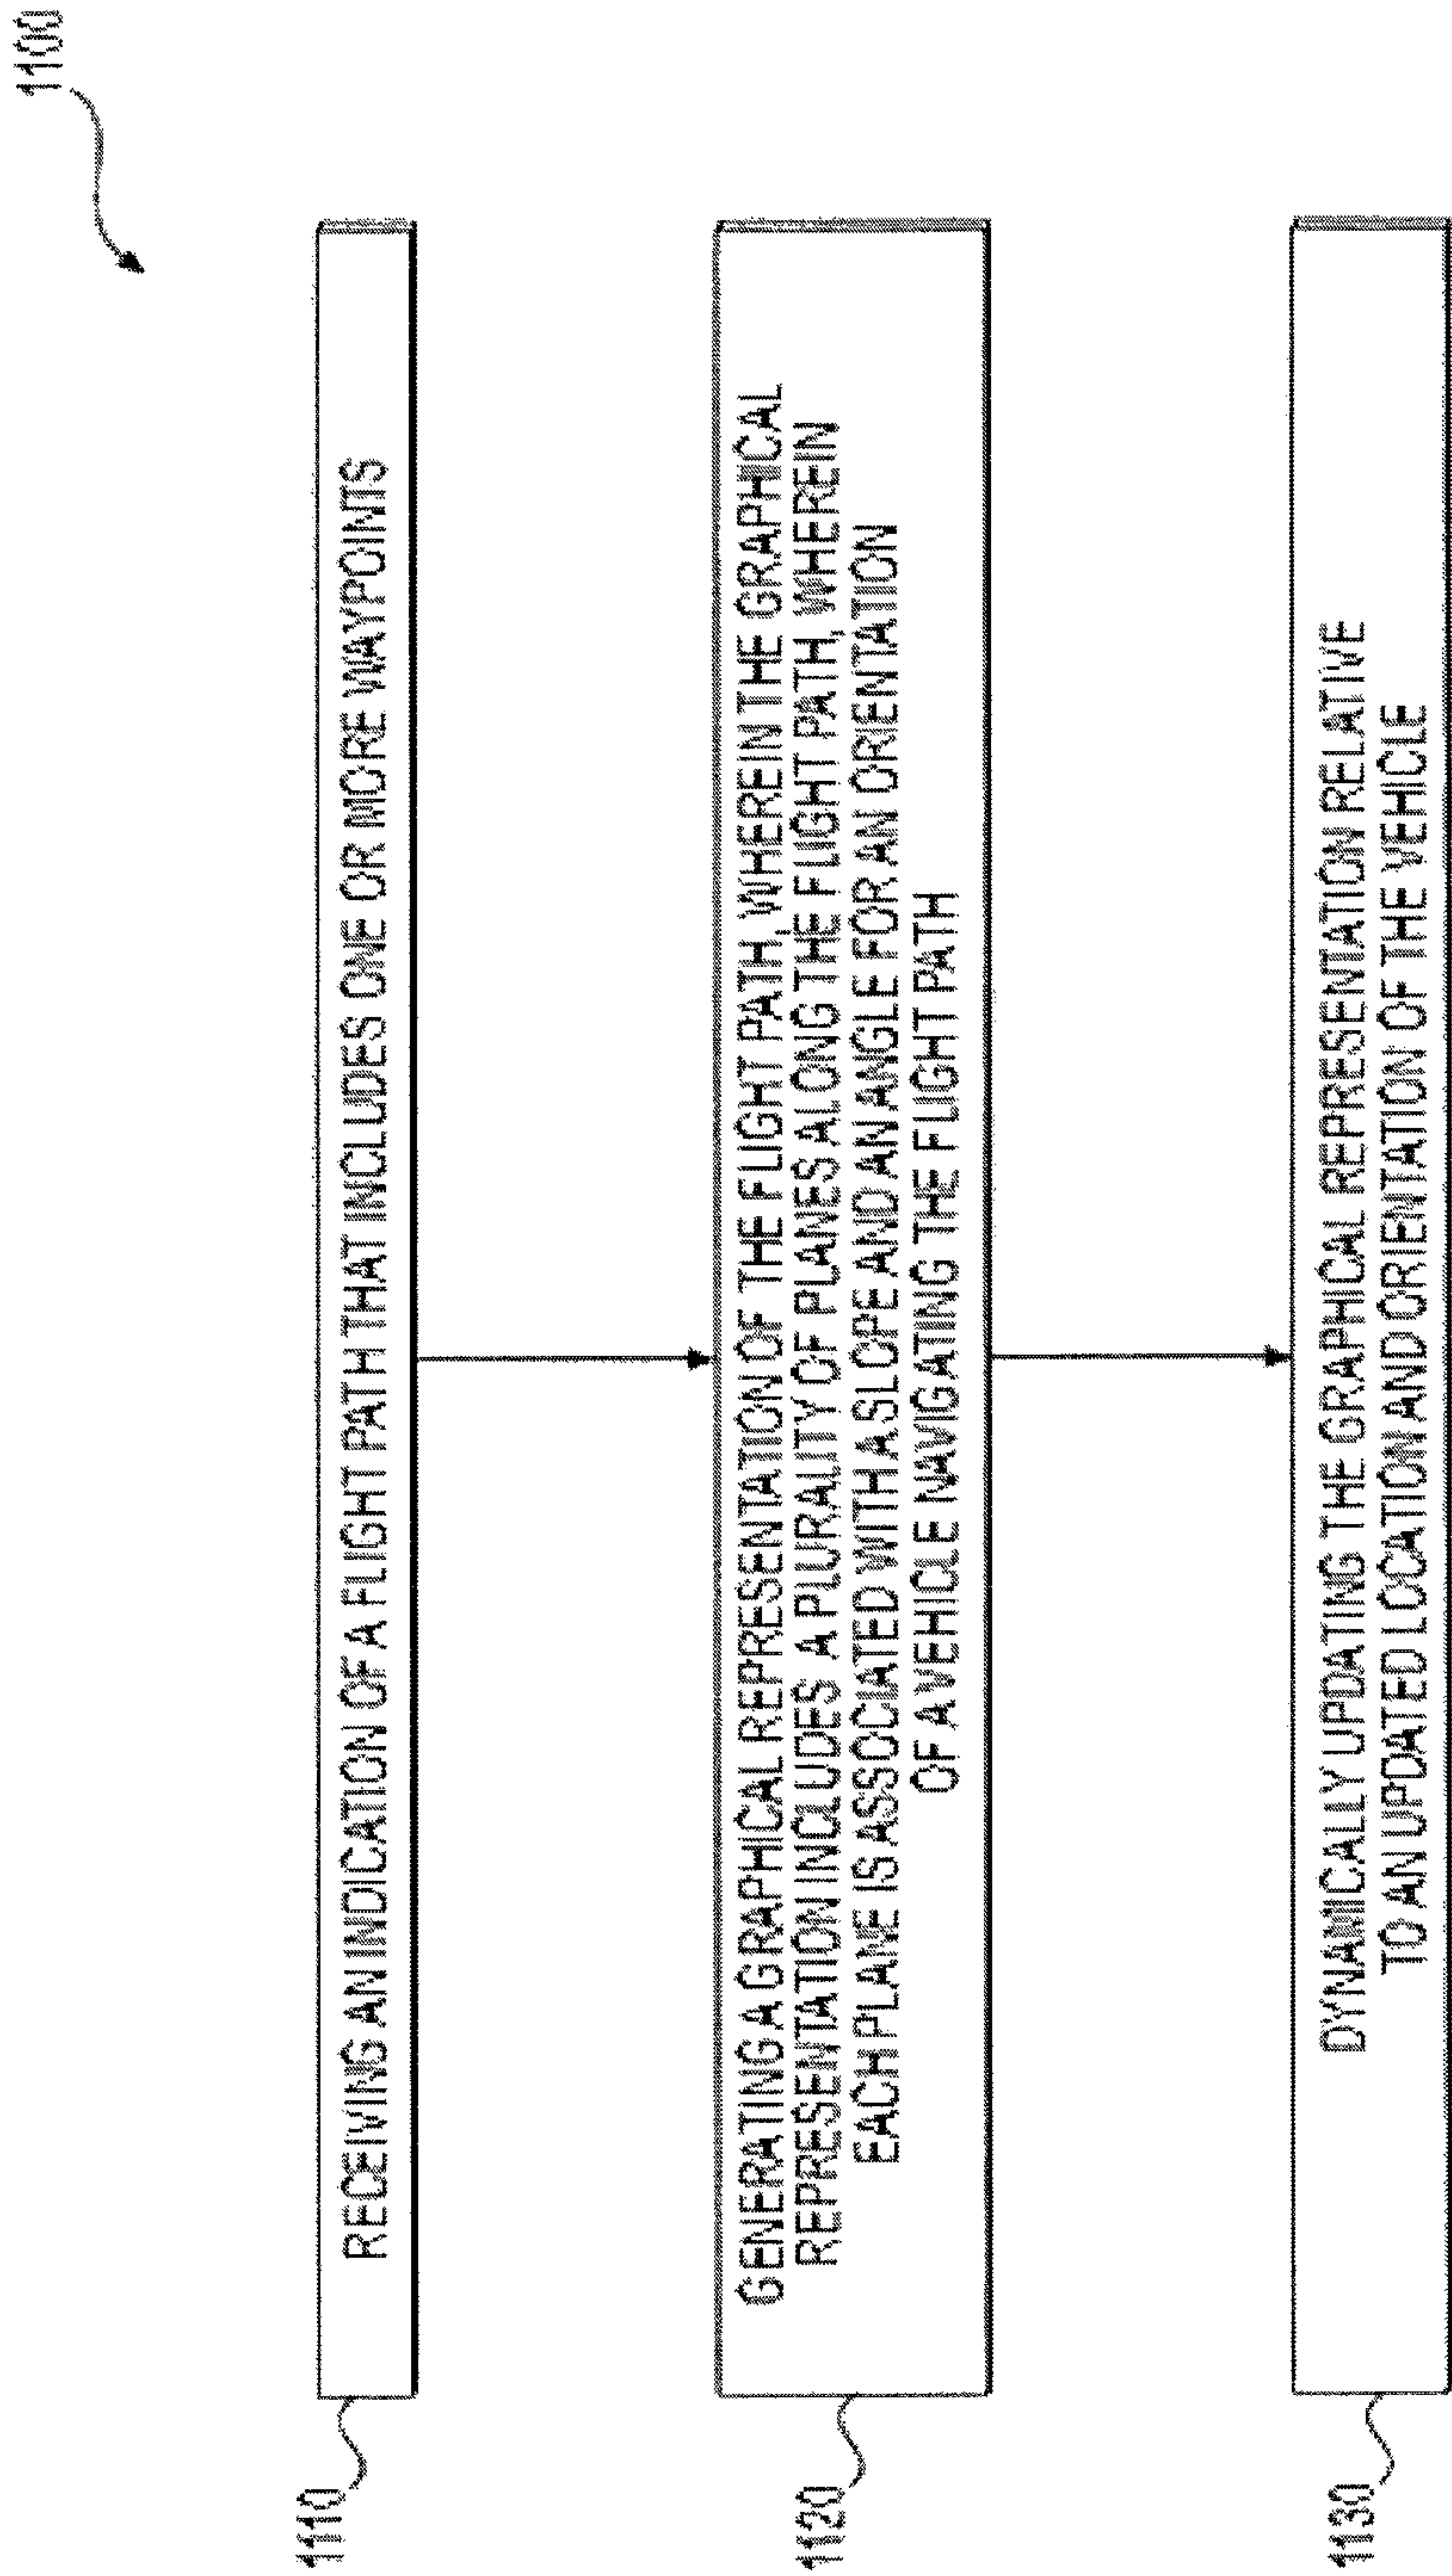 1100
1110
RECEIVING AN INDICATION OF A FLIGHT PATH THAT INCLUDES ONE OR MORE WAYPOINTS
1120
GENERATING A GRAPHICAL REPRESENTATION OF THE FLIGHT PATH, WHEREIN THE GRAPHICAL
REPRESENTATION INCLUDES A PLURALITY OF PLANES ALONG THE FLIGHT PATH, WHEREIN
EACH PLANE IS ASSOCIATED WITH A SLOPE AND AN ANGLE FOR AN ORIENTATION
OF A VEHICLE NAVIGATING THE FLIGHT PATH
1130
DYNAMICALLY UPDATING THE GRAPHICAL REPRESENTATION RELATIVE
TO AN UPDATED LOCATION AND ORIENTATION OF THE VEHICLE